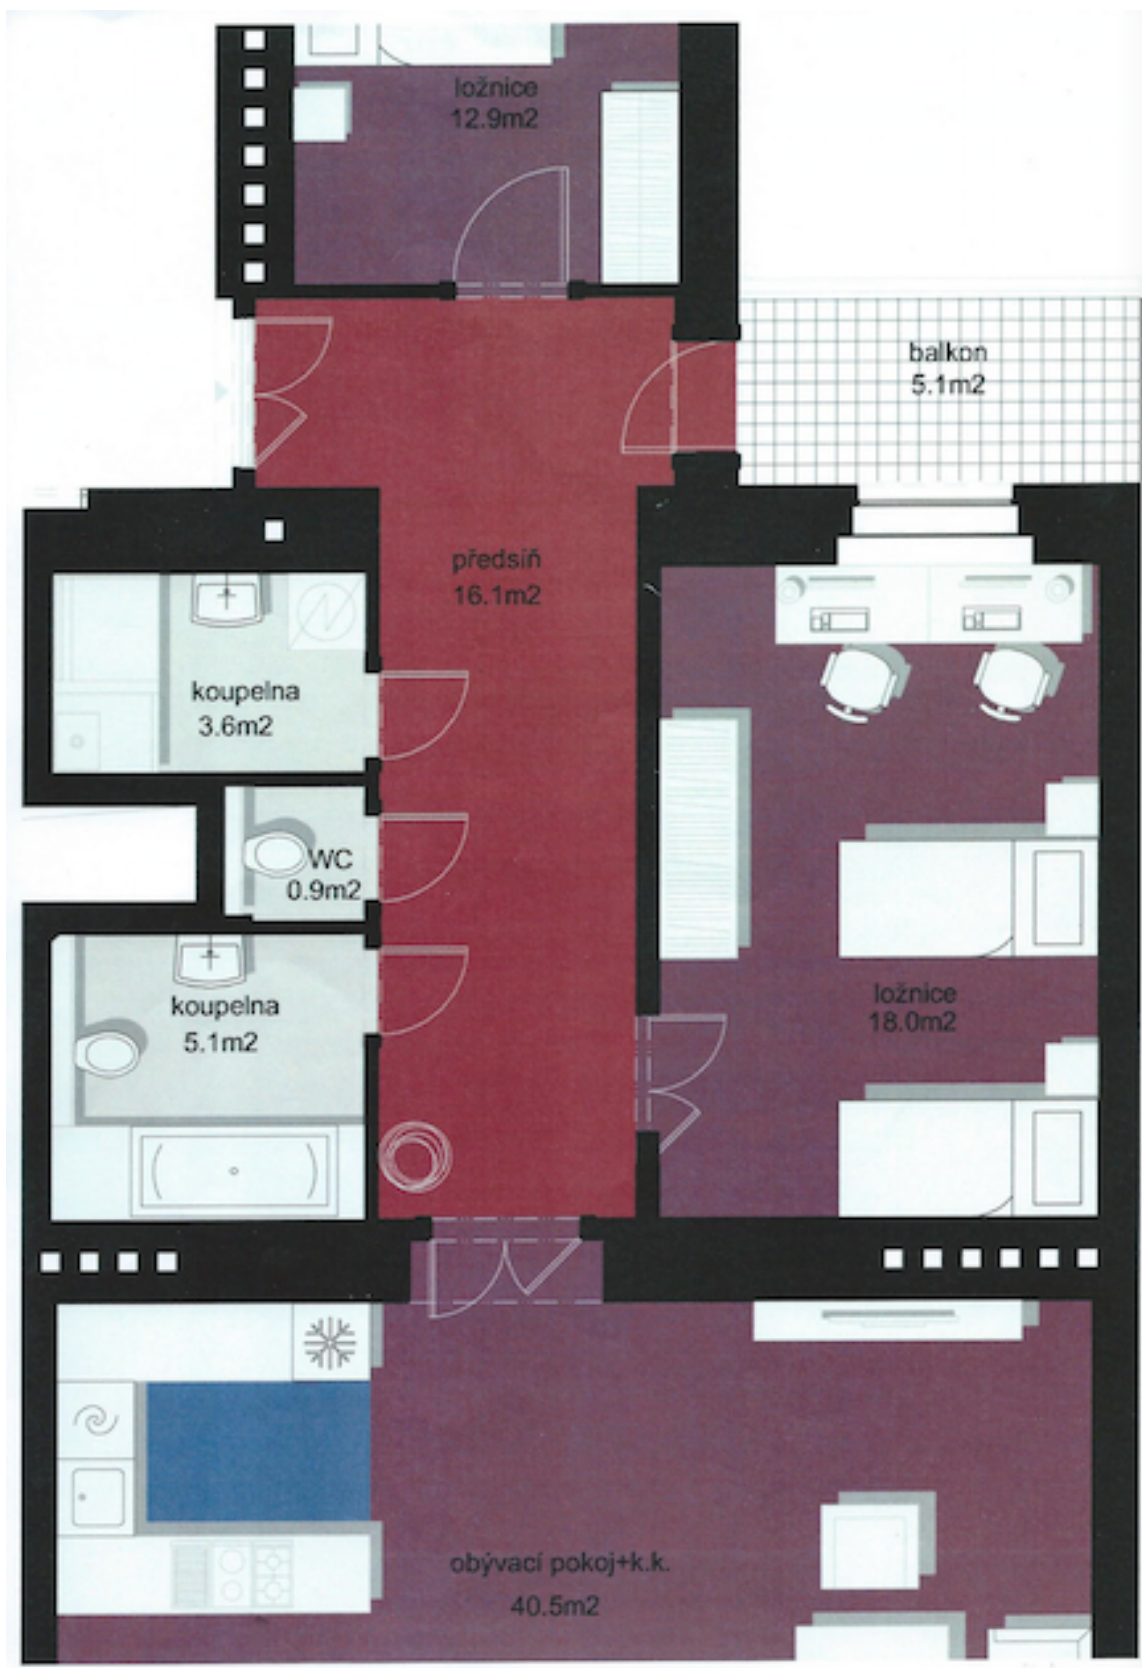 ložnice
12.9m2
balkon
5.1m2
předsíň
16.1m2
koupelna
3.6m2
WC
0.9m2
koupelna
5.1m2
ložnice
18.0m2
obývací pokoj+k.k.
40.5m2